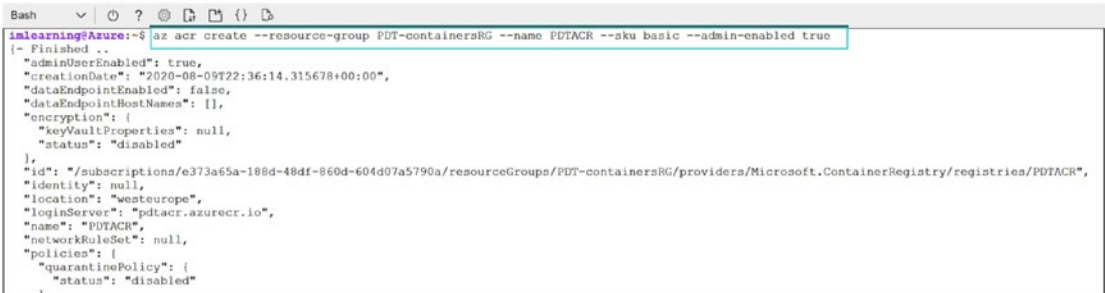 Bash
imlearning@Azure:~$ az acr create --resource-group PDT-containersRG --name PDTACR --sku basic --admin-enabled true
{- Finished ..
"adminUserEnabled": true,
"creationDate": "2020-08-09T22:36:14.315678+00:00",
"dataEndpointEnabled": false,
"dataEndpointHostNames": [],
"encryption": {
"keyVaultProperties": null,
"status": "disabled"
},
"id": "/subscriptions/e373a65a-188d-48df-860d-604d07a5790a/resourceGroups/PDT-containersRG/providers/Microsoft.ContainerRegistry/registries/PDTACR",
"identity": null,
"location": "westeurope",
"loginServer": "pdtacr.azurecr.io",
"name": "PDTACR",
"networkRuleSet": null,
"policies": {
"quarantinePolicy": {
"status": "disabled"